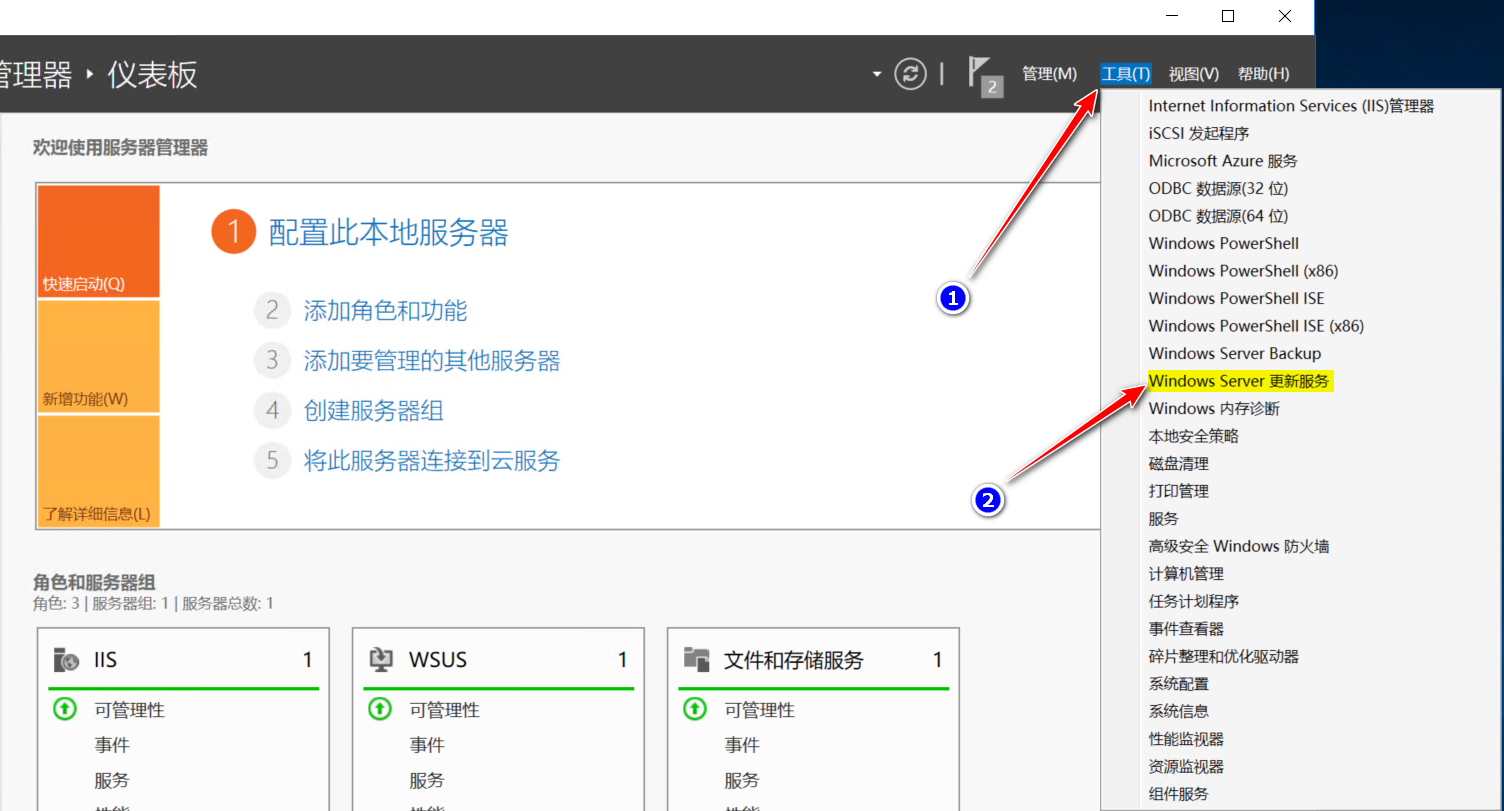 管理器 ‣ 仪表板
2
管理(M) 工具(T) 视图(V) 帮助(H)
欢迎使用服务器管理器
快速启动(Q)
新增功能(W)
了解详细信息(L)
1 配置此本地服务器
2 添加角色和功能
3 添加要管理的其他服务器
4 创建服务器组
5 将此服务器连接到云服务
1
2
角色和服务器组
角色: 3 | 服务器组: 1 | 服务器总数: 1
IIS 1
可管理性
事件
服务
性能
WSUS 1
可管理性
事件
服务
性能
文件和存储服务 1
可管理性
事件
服务
性能
Internet Information Services (IIS)管理器
iSCSI 发起程序
Microsoft Azure 服务
ODBC 数据源(32 位)
ODBC 数据源(64 位)
Windows PowerShell
Windows PowerShell (x86)
Windows PowerShell ISE
Windows PowerShell ISE (x86)
Windows Server Backup
Windows Server 更新服务
Windows 内存诊断
本地安全策略
磁盘清理
打印管理
服务
高级安全 Windows 防火墙
计算机管理
任务计划程序
事件查看器
碎片整理和优化驱动器
系统配置
系统信息
性能监视器
资源监视器
组件服务